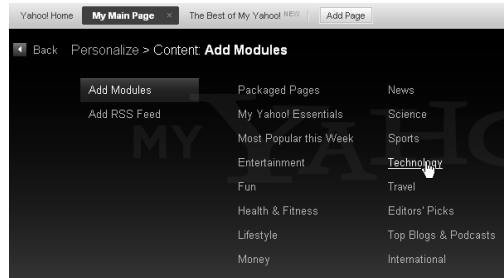 Yahoo! Home My Main Page × The Best of My Yahoo! NEW Add Page
Back Personalize > Content: Add Modules
Add Modules
Add RSS Feed
Packaged Pages
My Yahoo! Essentials
Most Popular this Week
Entertainment
Fun
Health & Fitness
Lifestyle
Money
News
Science
Sports
Technology
Travel
Editors' Picks
Top Blogs & Podcasts
International
MY YAHO